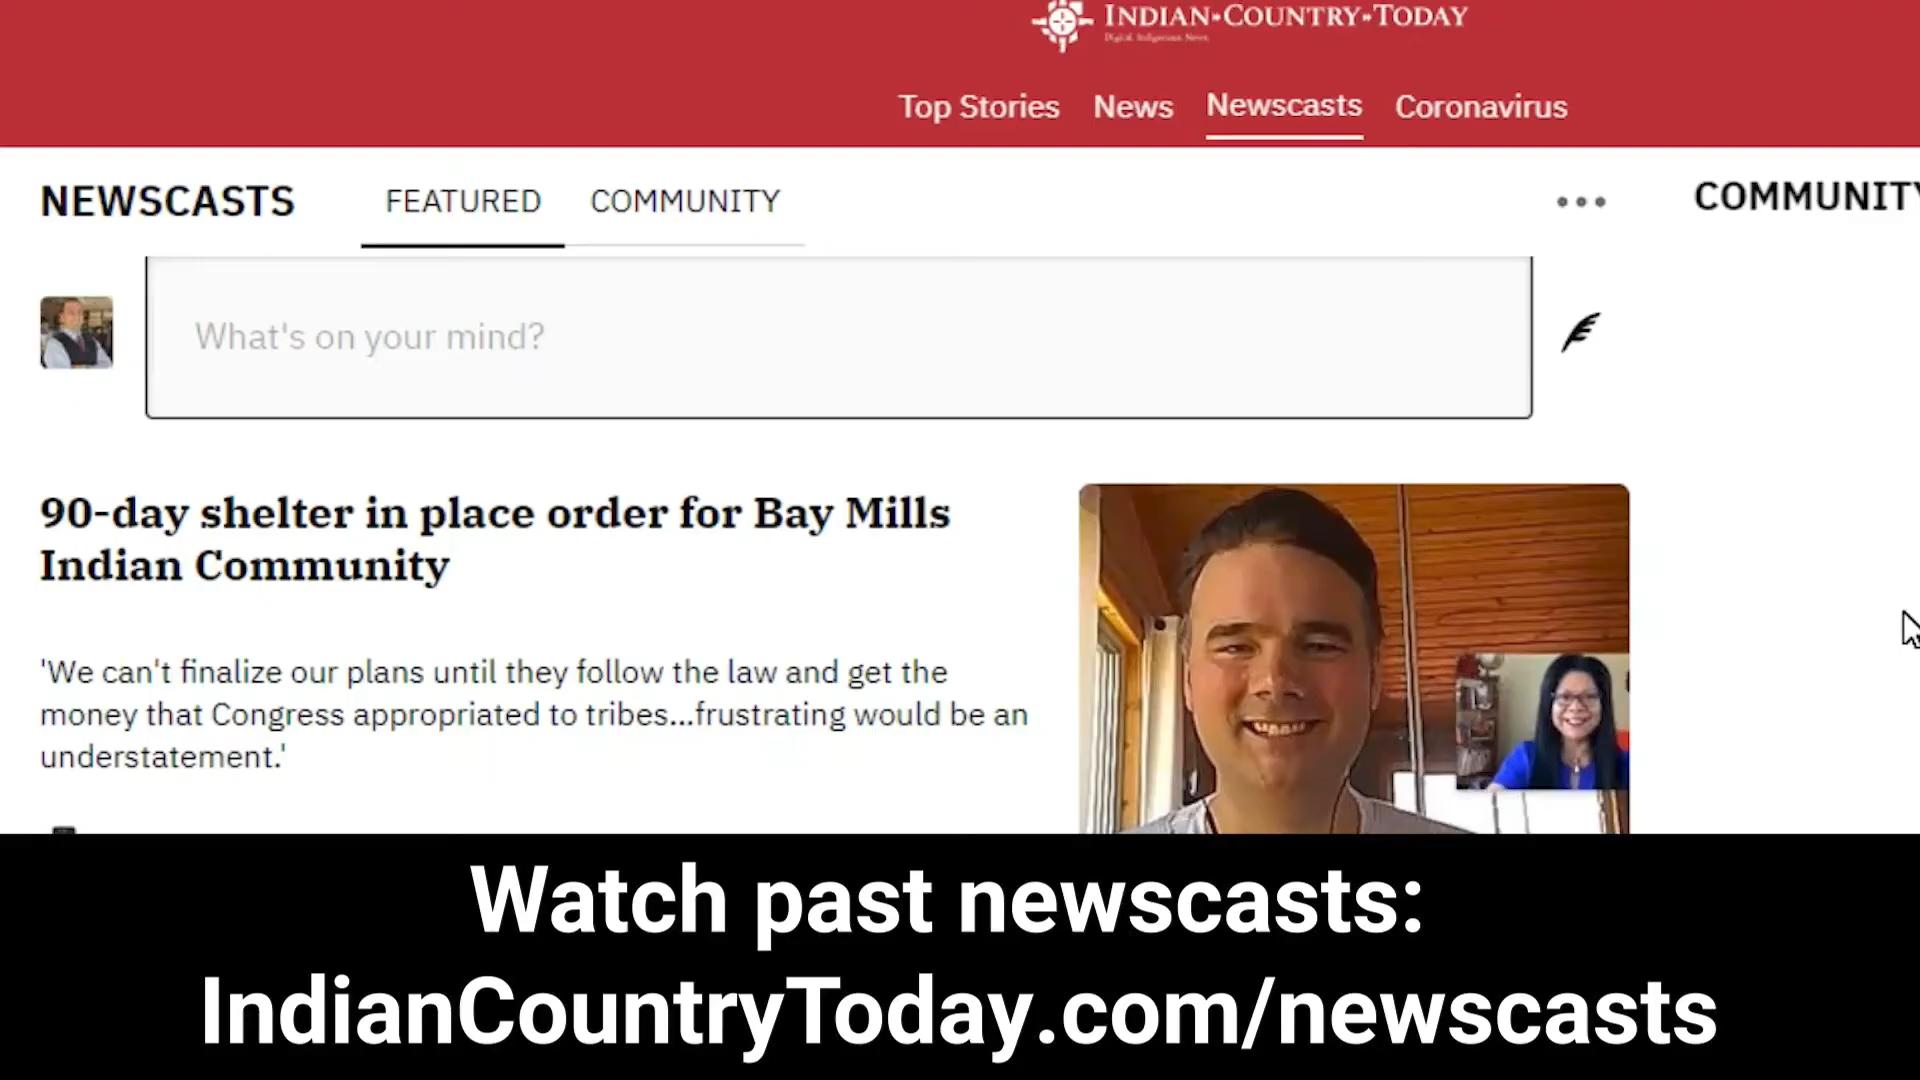 INDIAN•COUNTRY•TODAY
Digital Indigenous News
Top Stories News Newscasts Coronavirus
NEWSCASTS FEATURED COMMUNITY
COMMUNITY
What's on your mind?
90-day shelter in place order for Bay Mills
Indian Community
'We can't finalize our plans until they follow the law and get the
money that Congress appropriated to tribes...frustrating would be an
understatement.'
Watch past newscasts:
IndianCountryToday.com/newscasts